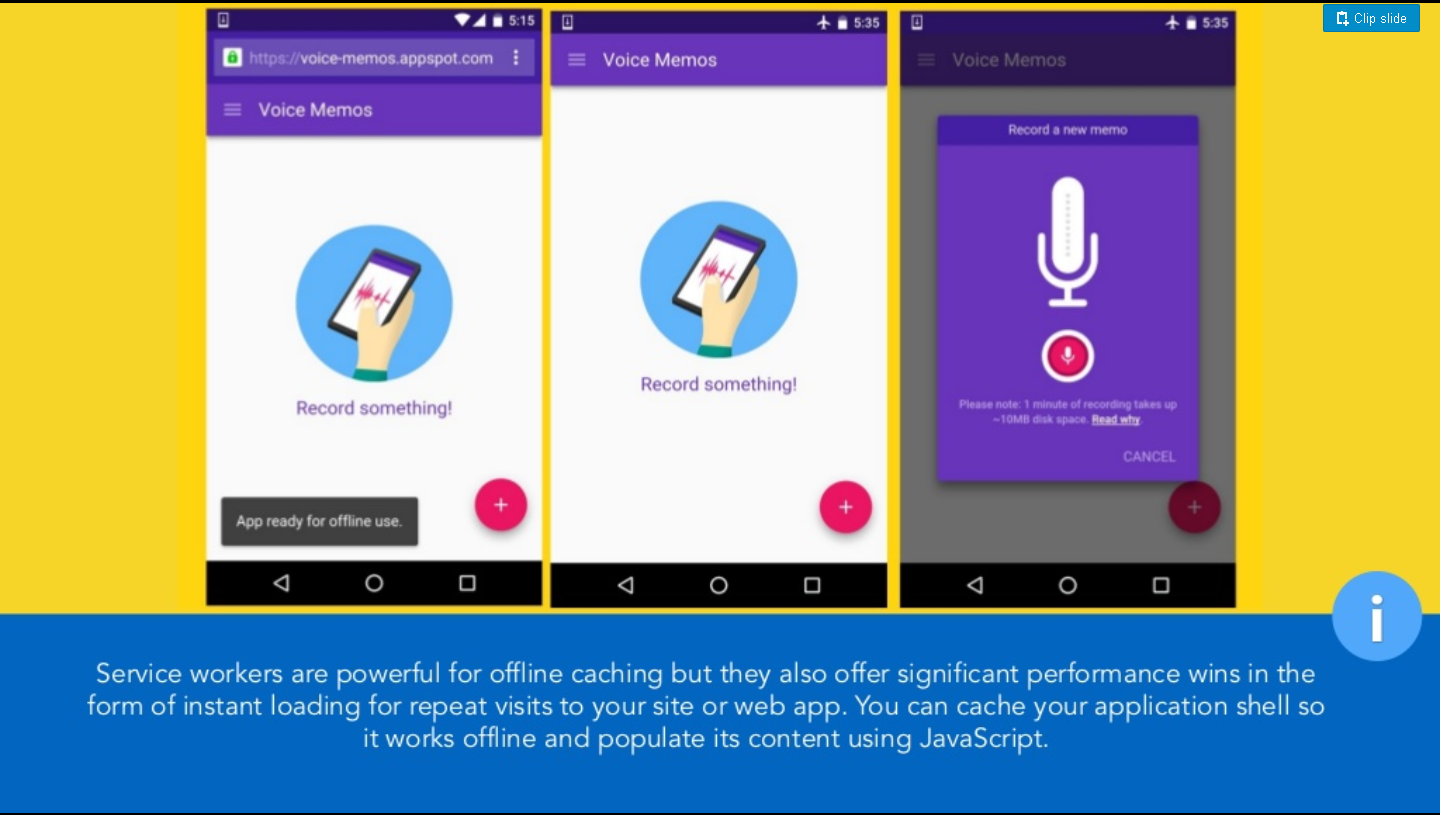 5:15
https://voice-memos.appspot.com
Voice Memos
Record something!
App ready for offline use.
5:35
Voice Memos
Record something!
5:35
Voice Memos
Record a new memo
Please note: 1 minute of recording takes up
~10MB disk space. Read why.
CANCEL
Clip slide
i
Service workers are powerful for offline caching but they also offer significant performance wins in the
form of instant loading for repeat visits to your site or web app. You can cache your application shell so
it works offline and populate its content using JavaScript.